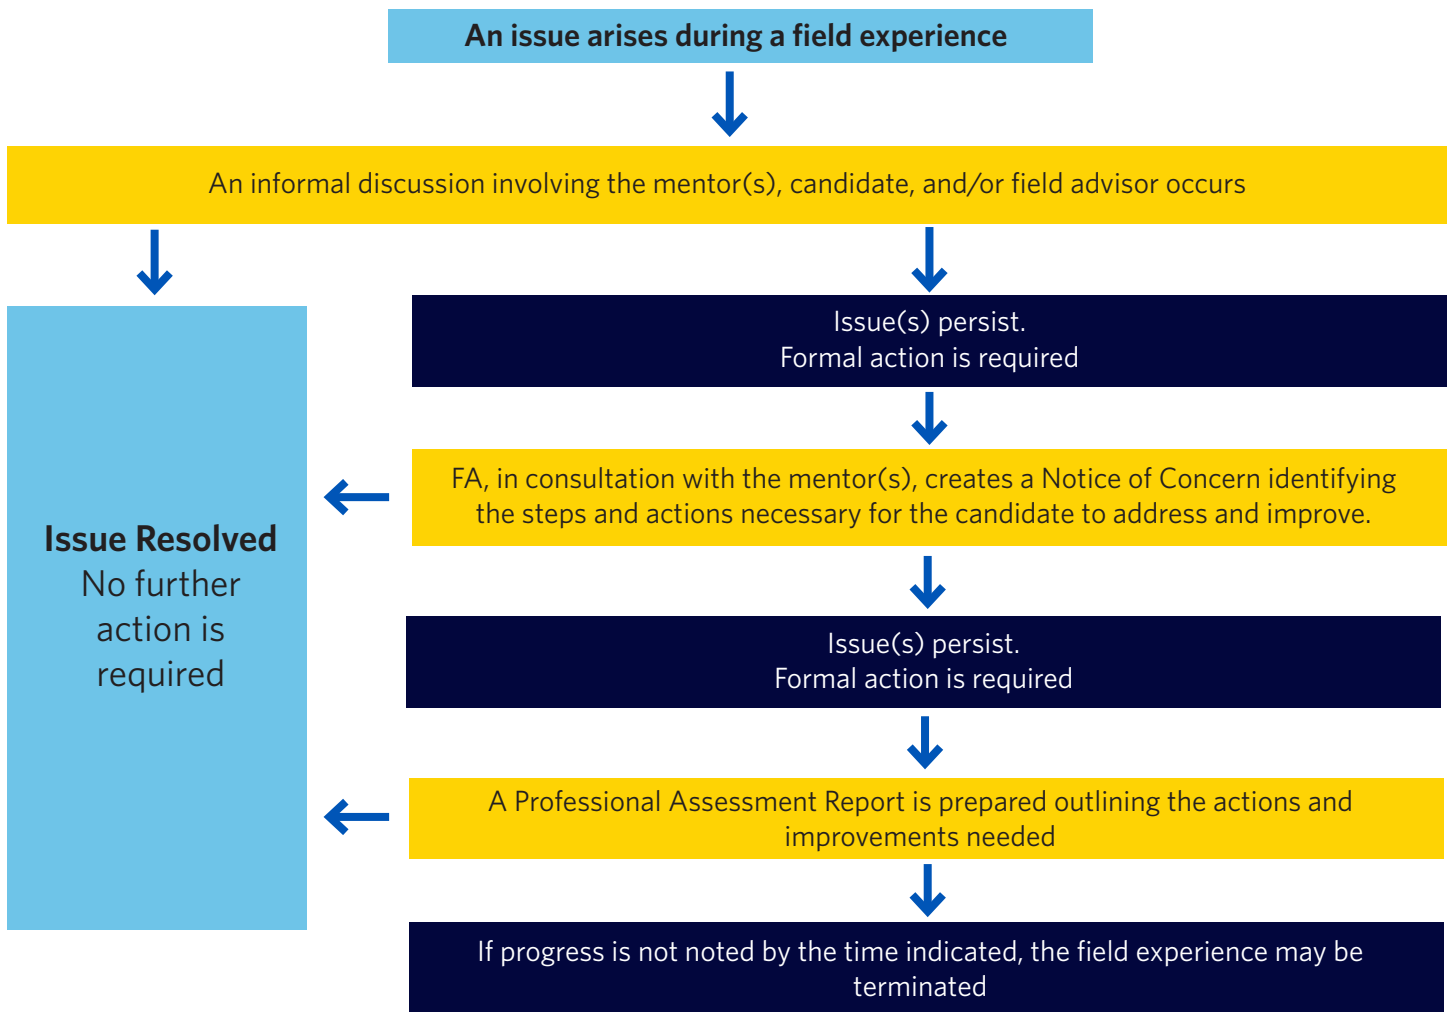 An issue arises during a field experience
An informal discussion involving the mentor(s), candidate, and/or field advisor occurs
Issue(s) persist.
Formal action is required
FA, in consultation with the mentor(s), creates a Notice of Concern identifying
the steps and actions necessary for the candidate to address and improve.
Issue Resolved
No further
action is
required
Issue(s) persist.
Formal action is required
A Professional Assessment Report is prepared outlining the actions and
improvements needed
If progress is not noted by the time indicated, the field experience may be
terminated